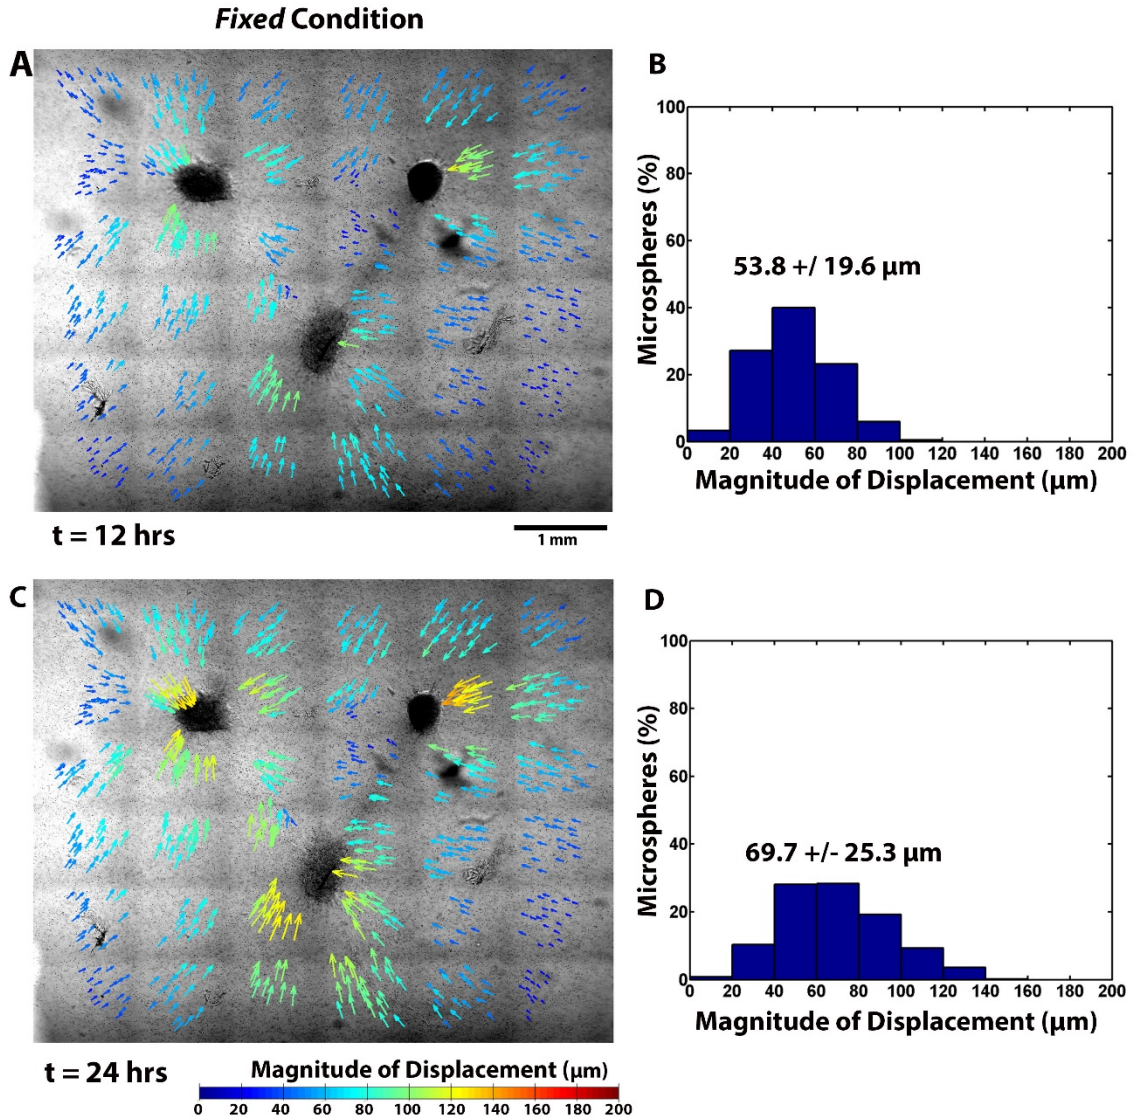 Fixed Condition
A
t = 12 hrs
1 mm
B
100
80
60
40
20
0
0 20 40 60 80 100 120 140 160 180 200
Microspheres (%)
53.8 +/ 19.6 µm
Magnitude of Displacement (µm)
C
t = 24 hrs
Magnitude of Displacement (µm)
0 20 40 60 80 100 120 140 160 180 200
D
100
80
60
40
20
0
0 20 40 60 80 100 120 140 160 180 200
Microspheres (%)
69.7 +/- 25.3 µm
Magnitude of Displacement (µm)